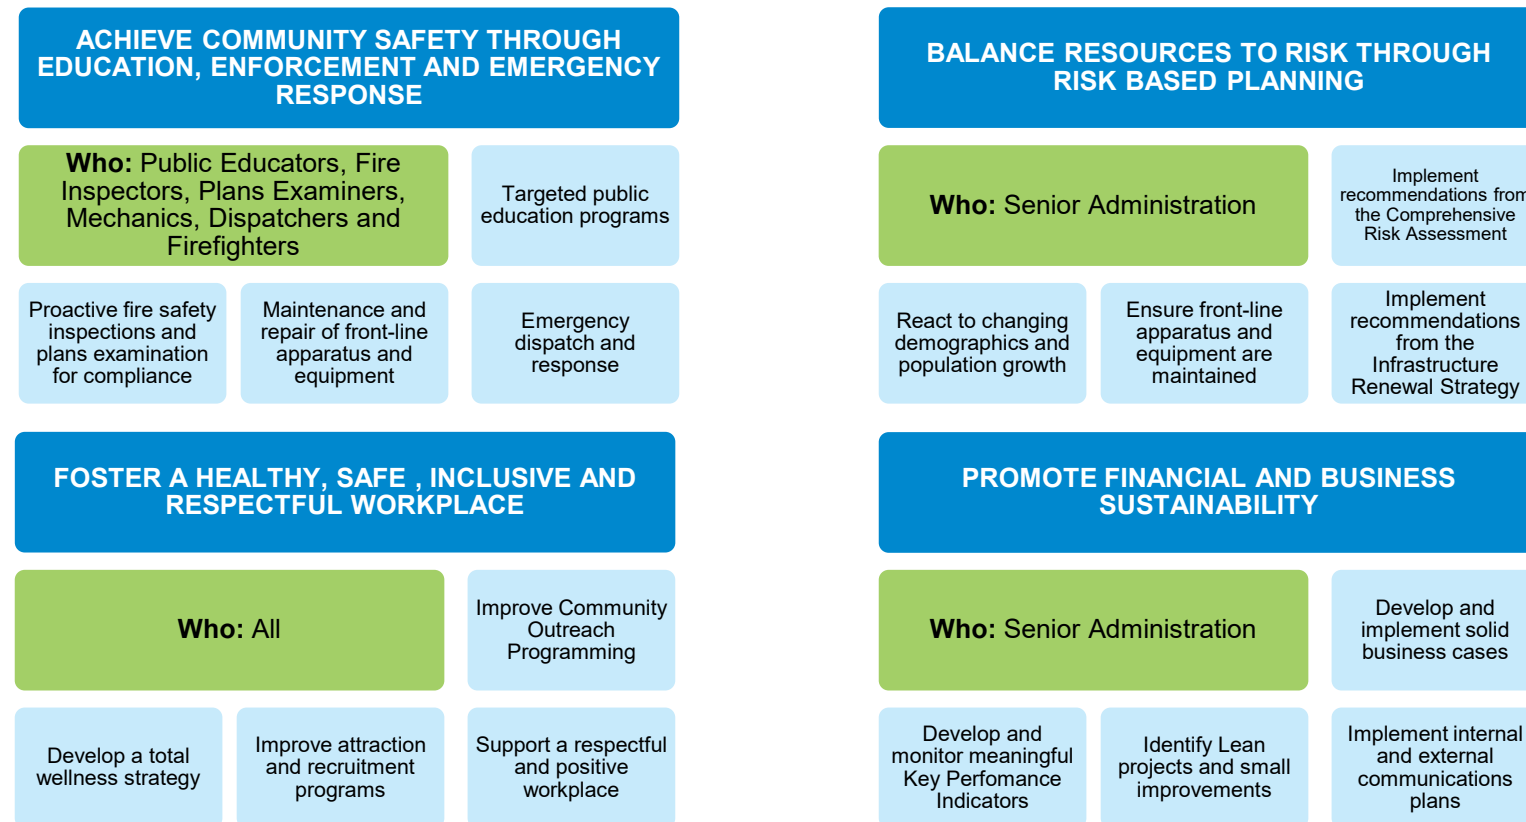 ACHIEVE COMMUNITY SAFETY THROUGH
EDUCATION, ENFORCEMENT AND EMERGENCY
RESPONSE
Who: Public Educators, Fire
Inspectors, Plans Examiners,
Mechanics, Dispatchers and
Firefighters
Targeted public
education programs
Proactive fire safety
inspections and
plans examination
for compliance
Maintenance and
repair of front-line
apparatus and
equipment
Emergency
dispatch and
response
BALANCE RESOURCES TO RISK THROUGH
RISK BASED PLANNING
Who: Senior Administration
Implement
recommendations from
the Comprehensive
Risk Assessment
React to changing
demographics and
population growth
Ensure front-line
apparatus and
equipment are
maintained
Implement
recommendations
from the
Infrastructure
Renewal Strategy
FOSTER A HEALTHY, SAFE , INCLUSIVE AND
RESPECTFUL WORKPLACE
Who: All
Improve Community
Outreach
Programming
Develop a total
wellness strategy
Improve attraction
and recruitment
programs
Support a respectful
and positive
workplace
PROMOTE FINANCIAL AND BUSINESS
SUSTAINABILITY
Who: Senior Administration
Develop and
implement solid
business cases
Develop and
monitor meaningful
Key Perfomance
Indicators
Identify Lean
projects and small
improvements
Implement internal
and external
communications
plans